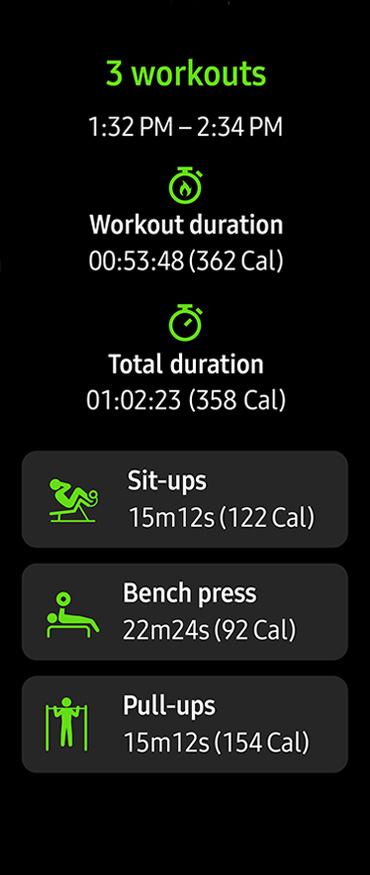 3 workouts
1:32 PM – 2:34 PM
Workout duration
00:53:48 (362 Cal)
Total duration
01:02:23 (358 Cal)
Sit-ups
15m12s (122 Cal)
Bench press
22m24s (92 Cal)
Pull-ups
15m12s (154 Cal)